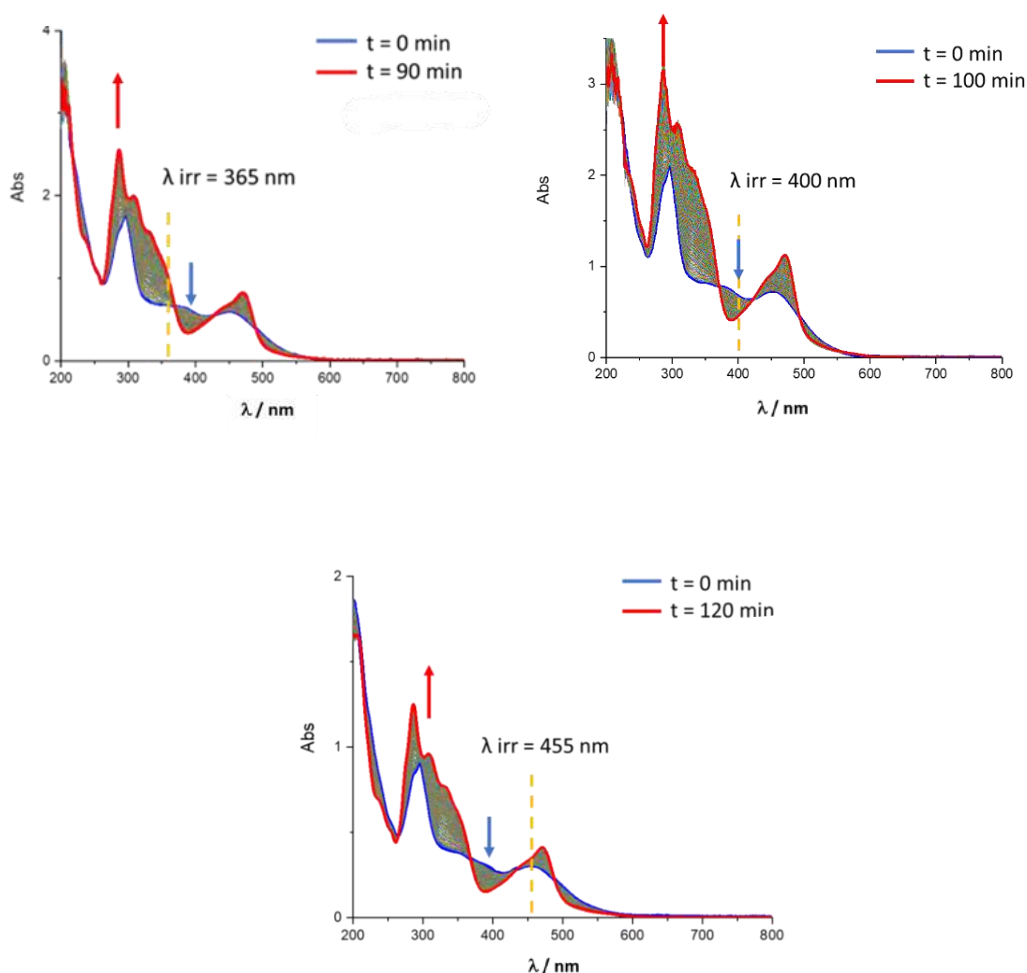 4
t = 0 min
t = 90 min
λ irr = 365 nm
2
Abs
1
0
200 300 400 500 600 700 800
λ / nm
t = 0 min
t = 100 min
3
λ irr = 400 nm
2
Abs
1
0
200 300 400 500 600 700 800
λ / nm
2
t = 0 min
t = 120 min
λ irr = 455 nm
Abs
1
0
200 300 400 500 600 700 800
λ / nm